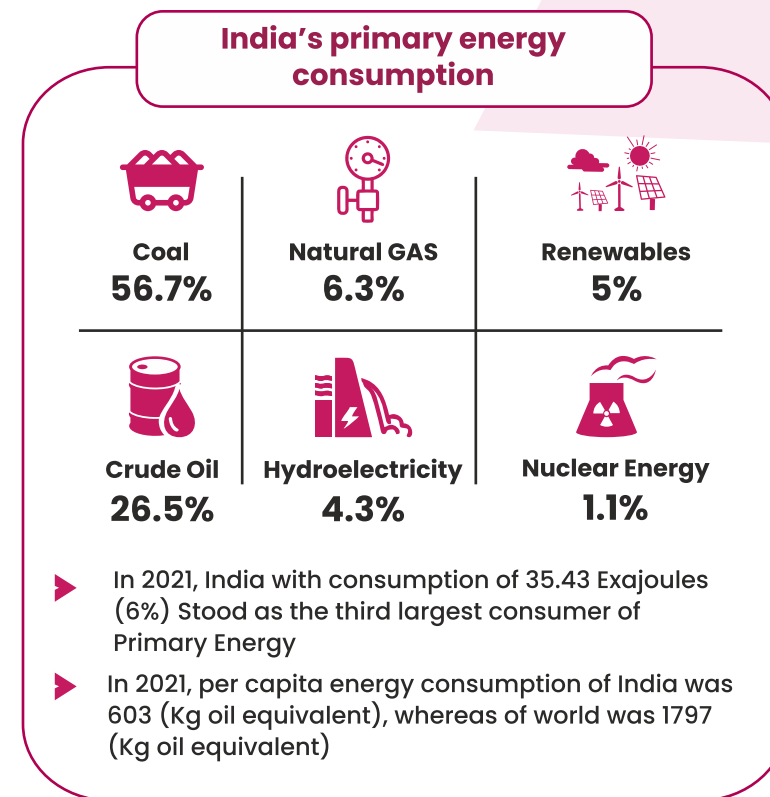 India's primary energy
consumption
Coal
56.7%
Natural GAS
6.3%
Renewables
5%
Crude Oil
26.5%
Hydroelectricity
4.3%
Nuclear Energy
1.1%
In 2021, India with consumption of 35.43 Exajoules
(6%) Stood as the third largest consumer of
Primary Energy
In 2021, per capita energy consumption of India was
603 (Kg oil equivalent), whereas of world was 1797
(Kg oil equivalent)